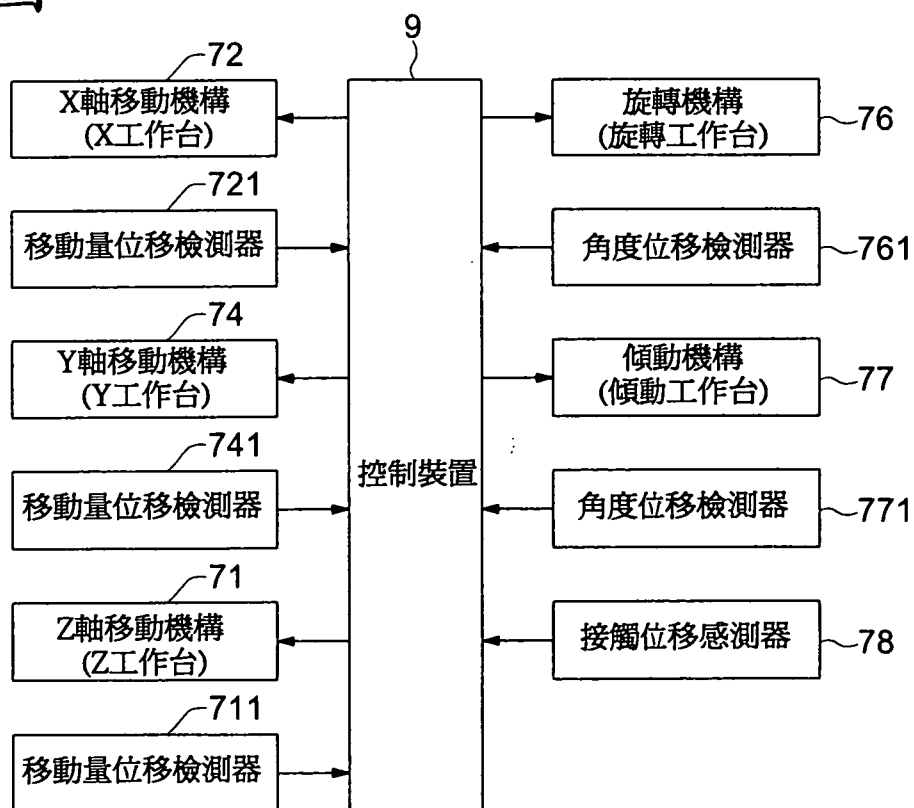 9
72
X軸移動機構
(X工作台)
721
移動量位移檢測器
74
Y軸移動機構
(Y工作台)
741
移動量位移檢測器
71
Z軸移動機構
(Z工作台)
711
移動量位移檢測器
控制裝置
旋轉機構
(旋轉工作台)
76
角度位移檢測器
761
傾動機構
(傾動工作台)
77
角度位移檢測器
771
接觸位移感測器
78